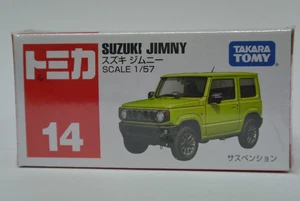 トミカ
SUZUKI JIMNY
スズキ ジムニー
SCALE 1/57
TAKARA
TOMY
14
サスペンション